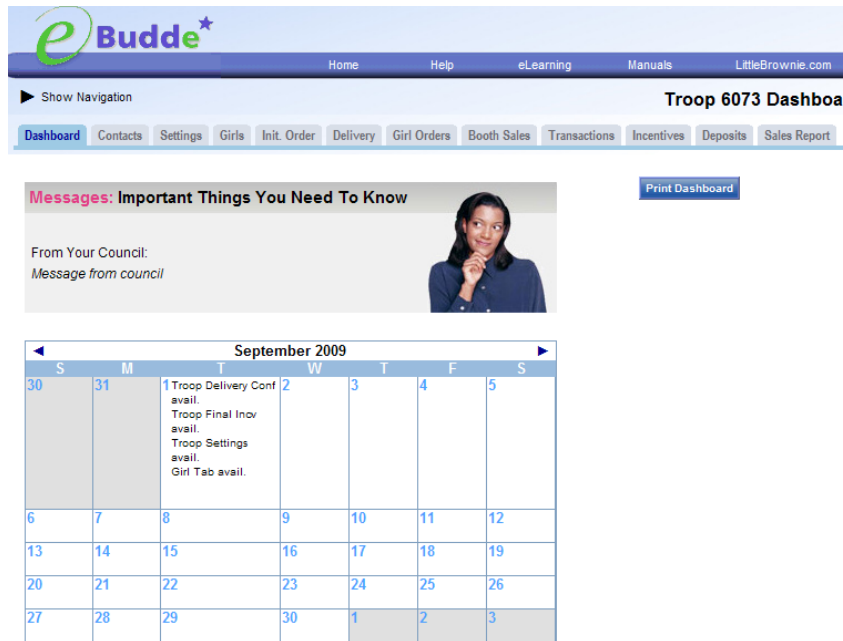 eBudde
Home Help eLearning Manuals LittleBrownie.com
Show Navigation
Troop 6073 Dashboa
Dashboard Contacts Settings Girls Init. Order Delivery Girl Orders Booth Sales Transactions Incentives Deposits Sales Report
Messages: Important Things You Need To Know
Print Dashboard
From Your Council:
Message from council
September 2009
S M T W T F S
30 31 1 Troop Delivery Conf 2 3 4 5
avail.
Troop Final Incv
avail.
Troop Settings
avail.
Girl Tab avail.
6 7 8 9 10 11 12
13 14 15 16 17 18 19
20 21 22 23 24 25 26
27 28 29 30 1 2 3